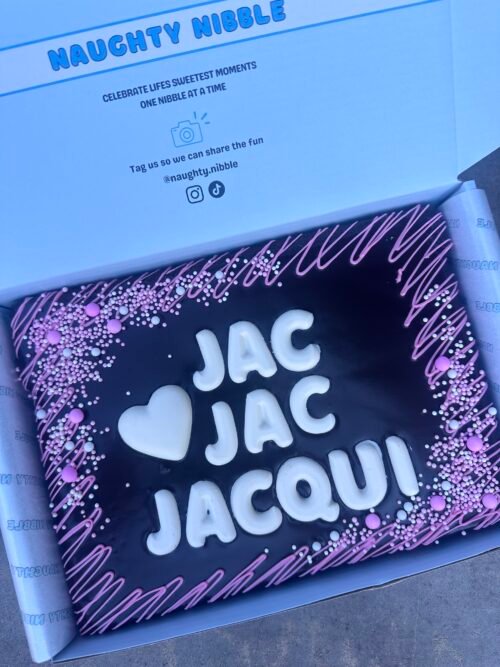 NAUGHTY NIBBLE
CELEBRATE LIFES SWEETEST MOMENTS
ONE NIBBLE AT A TIME
Tag us so we can share the fun
@naughty.nibble
JAC
JAC
JACQUI